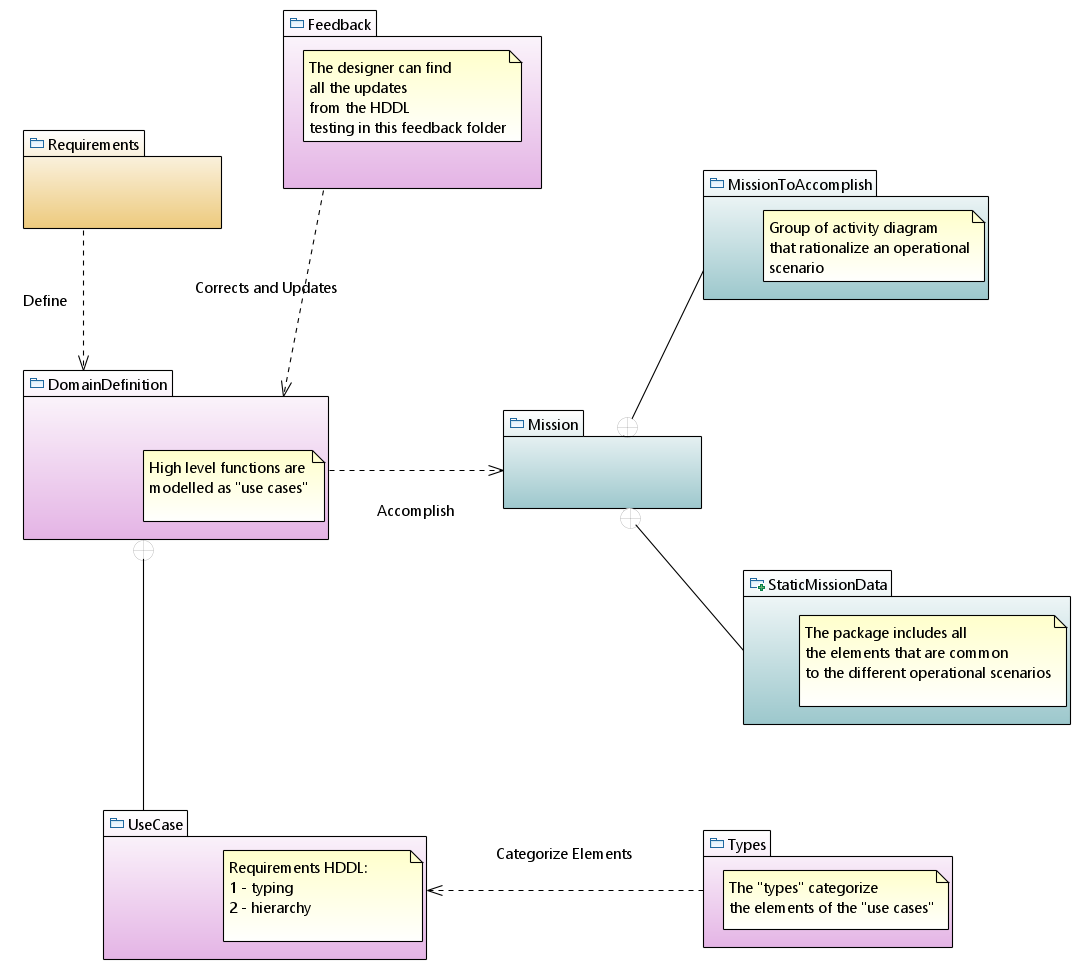 Feedback
The designer can find
all the updates
from the HDDL
testing in this feedback folder
Requirements
MissionToAccomplish
Group of activity diagram
that rationalize an operational
scenario
Corrects and Updates
Define
DomainDefinition
High level functions are
modelled as "use cases"
Mission
Accomplish
StaticMissionData
The package includes all
the elements that are common
to the different operational scenarios
UseCase
Requirements HDDL:
1 - typing
2 - hierarchy
Categorize Elements
Types
The "types" categorize
the elements of the "use cases"